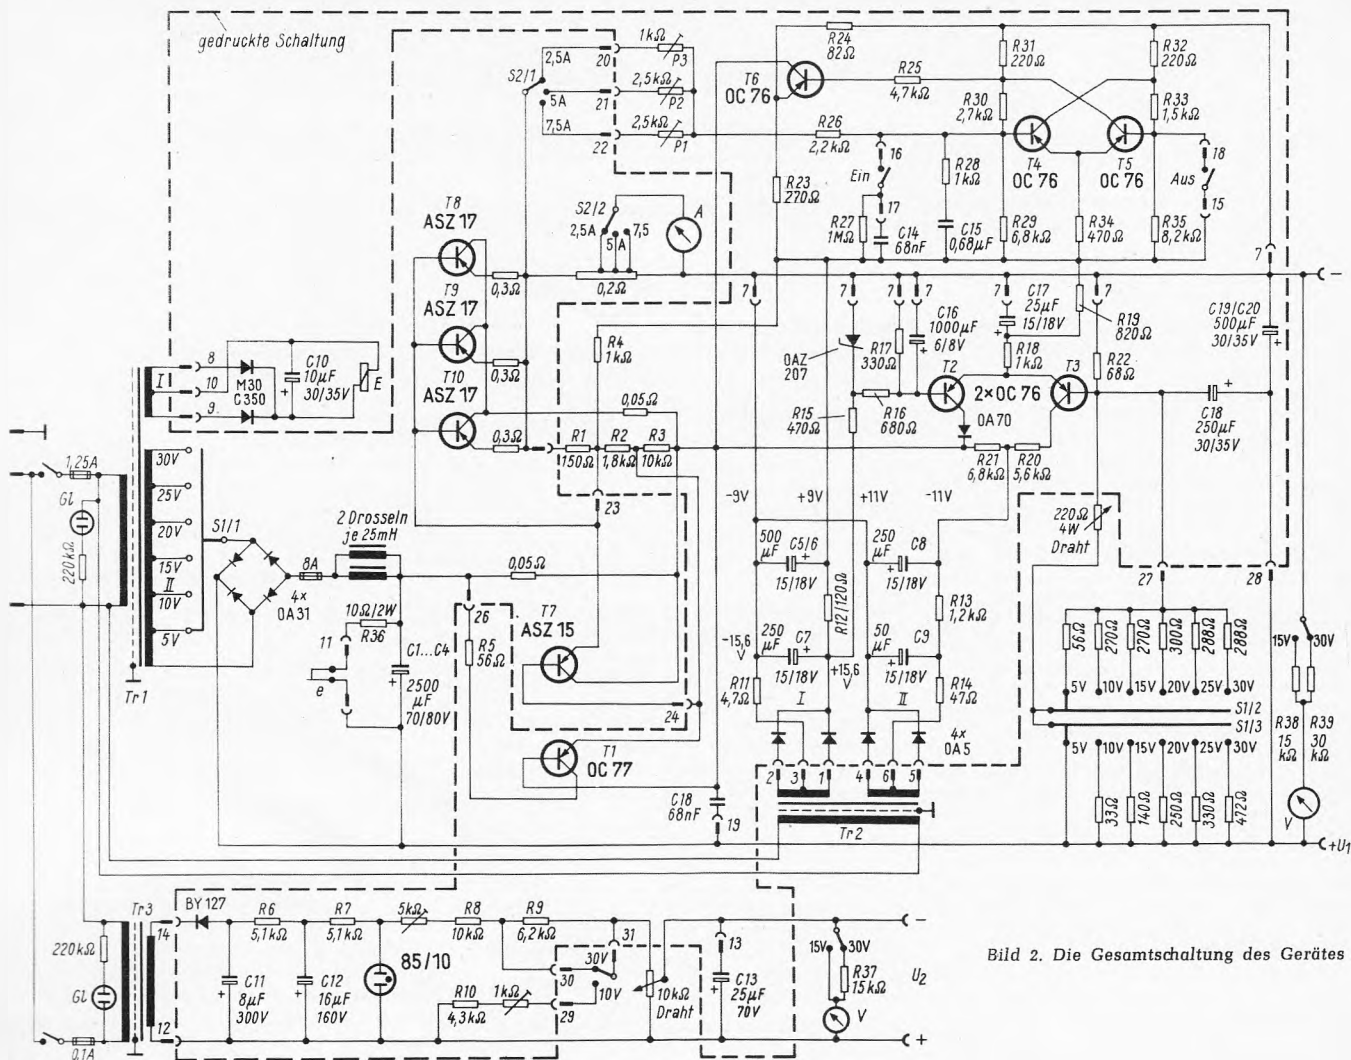 gedruckte Schaltung
2,5A
S2/1
5A
7,5A
20
21
22
1kΩ
P3
2,5kΩ
P2
2,5kΩ
P1
R24
82Ω
T6
OC 76
R25
4,7kΩ
R26
2,2kΩ
R31
220Ω
R32
220Ω
R30
2,7kΩ
R33
1,5kΩ
T4
OC 76
T5
OC 76
16
Ein
17
R27
1MΩ
C14
68nF
R28
1kΩ
C15
0,68µF
R29
6,8kΩ
R34
470Ω
R35
8,2kΩ
18
Aus
15
R23
270Ω
T8
ASZ 17
0,3Ω
T9
ASZ 17
0,3Ω
T10
ASZ 17
0,3Ω
S2/2
2,5A
5
A
7,5
A
0,2Ω
R4
1kΩ
0,05Ω
R1
150Ω
R2
1,8kΩ
R3
10kΩ
23
7
7
7
7
7
7
7
−
OAZ
207
R17
330Ω
C16
1000µF
6/8V
+
C17
25µF
15/18V
+
R18
1kΩ
R19
820Ω
R22
68Ω
C19/C20
500µF
30/35V
+
T2
T3
2×OC 76
OA70
R15
470Ω
R16
680Ω
R21
6,8kΩ
R20
5,6kΩ
C18
250µF
30/35V
+
I
8
10
9
M30
C350
C10
10µF
30/35V
+
E
1,25A
Gl
220kΩ
30V
25V
20V
15V
II
10V
5V
S1/1
Tr1
4×
OA31
8A
2 Drosseln
je 25mH
10Ω/2W
R36
11
e
C1...C4
2500
µF
70/80V
+
26
R5
56Ω
0,05Ω
T7
ASZ 15
24
T1
OC 77
C18
68nF
19
-9V
+9V
+11V
-11V
500
µF
C5/6
+
15/18V
250
µF
C8
+
15/18V
R12/120Ω
R13
1,2kΩ
-15,6
V
250
µF
C7
+
15/18V
+15,6
V
50
µF
C9
+
15/18V
R11
4,7Ω
I
II
R14
47Ω
4×
OA5
2
3
1
4
6
5
Tr2
220Ω
4W
Draht
27
28
56Ω
270Ω
270Ω
300Ω
288Ω
288Ω
5V
10V
15V
20V
25V
30V
S1/2
S1/3
5V
10V
15V
20V
25V
30V
33Ω
140Ω
250Ω
330Ω
472Ω
15V
30V
R38
15
kΩ
R39
30
kΩ
V
+U1
Tr3
220kΩ
Gl
0,1A
14
12
BY 127
R6
5,1kΩ
R7
5,1kΩ
5kΩ
R8
10kΩ
R9
6,2kΩ
C11
8µF
300V
+
C12
16µF
160V
+
85/10
R10
4,3kΩ
1kΩ
30V
10V
30
29
31
10kΩ
Draht
13
C13
25µF
70V
+
15V
30V
R37
15kΩ
V
−
U2
+
Bild 2. Die Gesamtschaltung des Gerätes